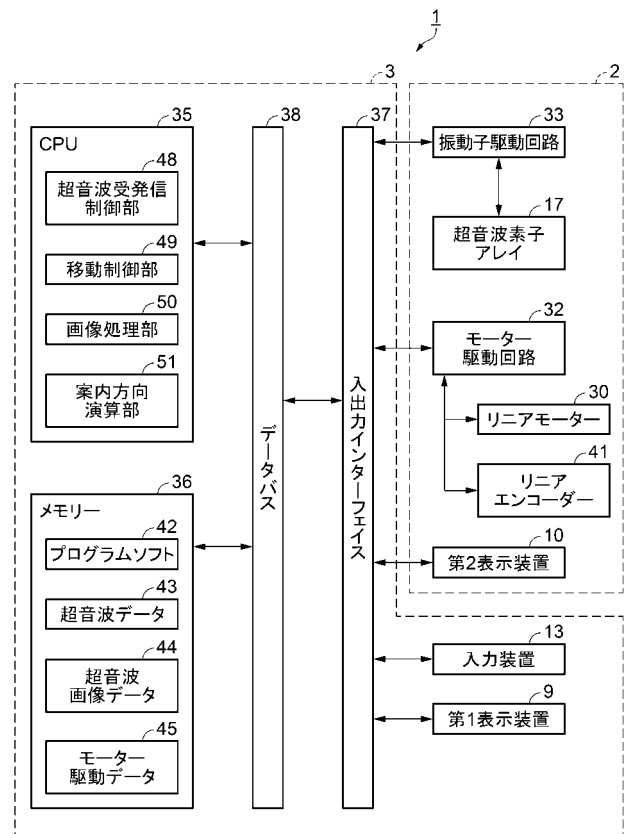 1
3
2
35
CPU
48
超音波受発信
制御部
49
移動制御部
50
画像処理部
51
案内方向
演算部
36
メモリー
42
プログラムソフト
43
超音波データ
44
超音波
画像データ
45
モーター
駆動データ
38
データバス
37
入出力インターフェイス
33
振動子駆動回路
17
超音波素子
アレイ
32
モーター
駆動回路
30
リニアモーター
41
リニア
エンコーダー
10
第2表示装置
13
入力装置
9
第1表示装置